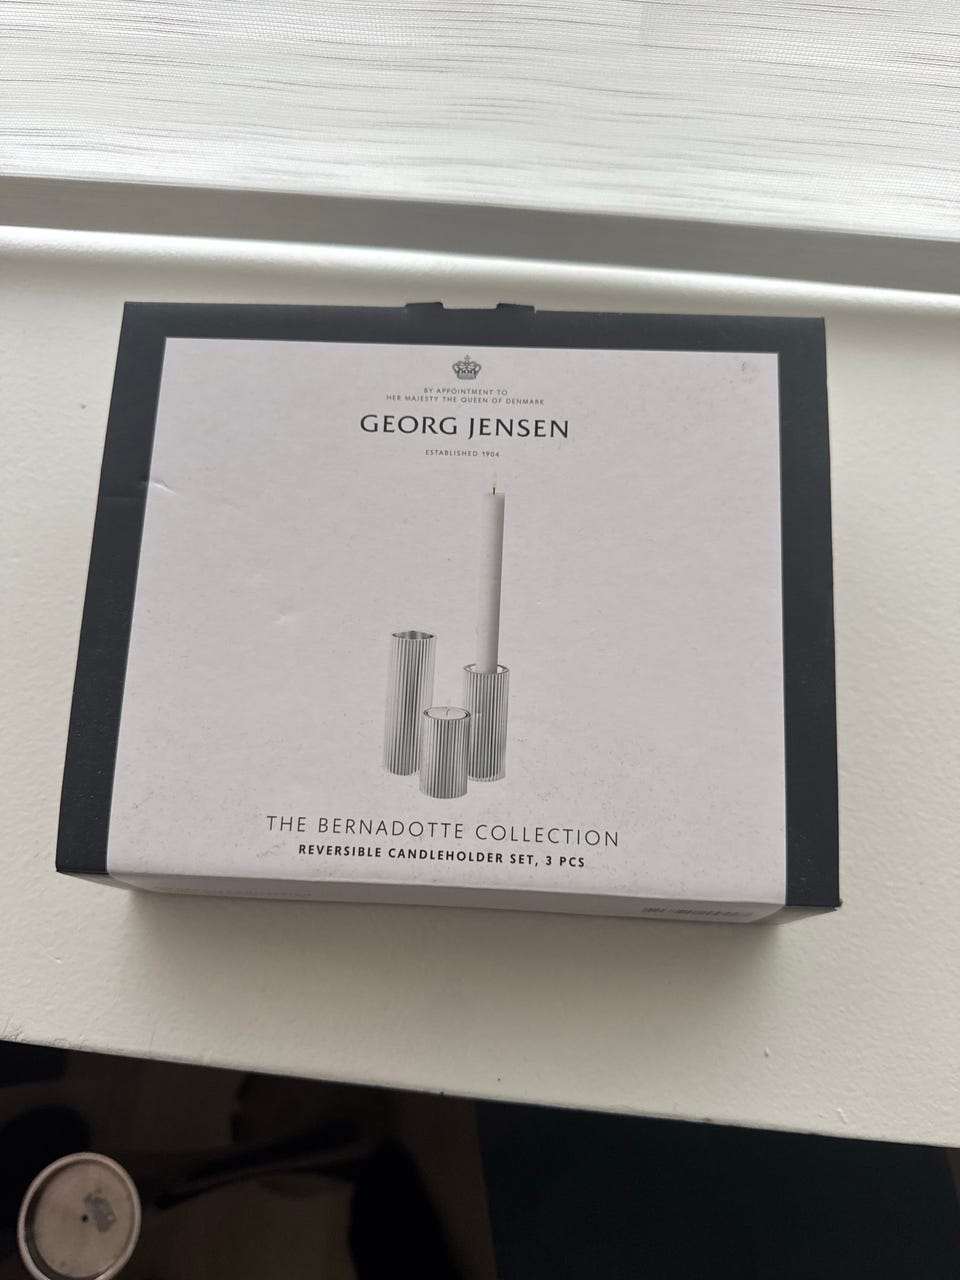 BY APPOINTMENT TO
HER MAJESTY THE QUEEN OF DENMARK
GEORG JENSEN
ESTABLISHED 1904
THE BERNADOTTE COLLECTION
REVERSIBLE CANDLEHOLDER SET, 3 PCS